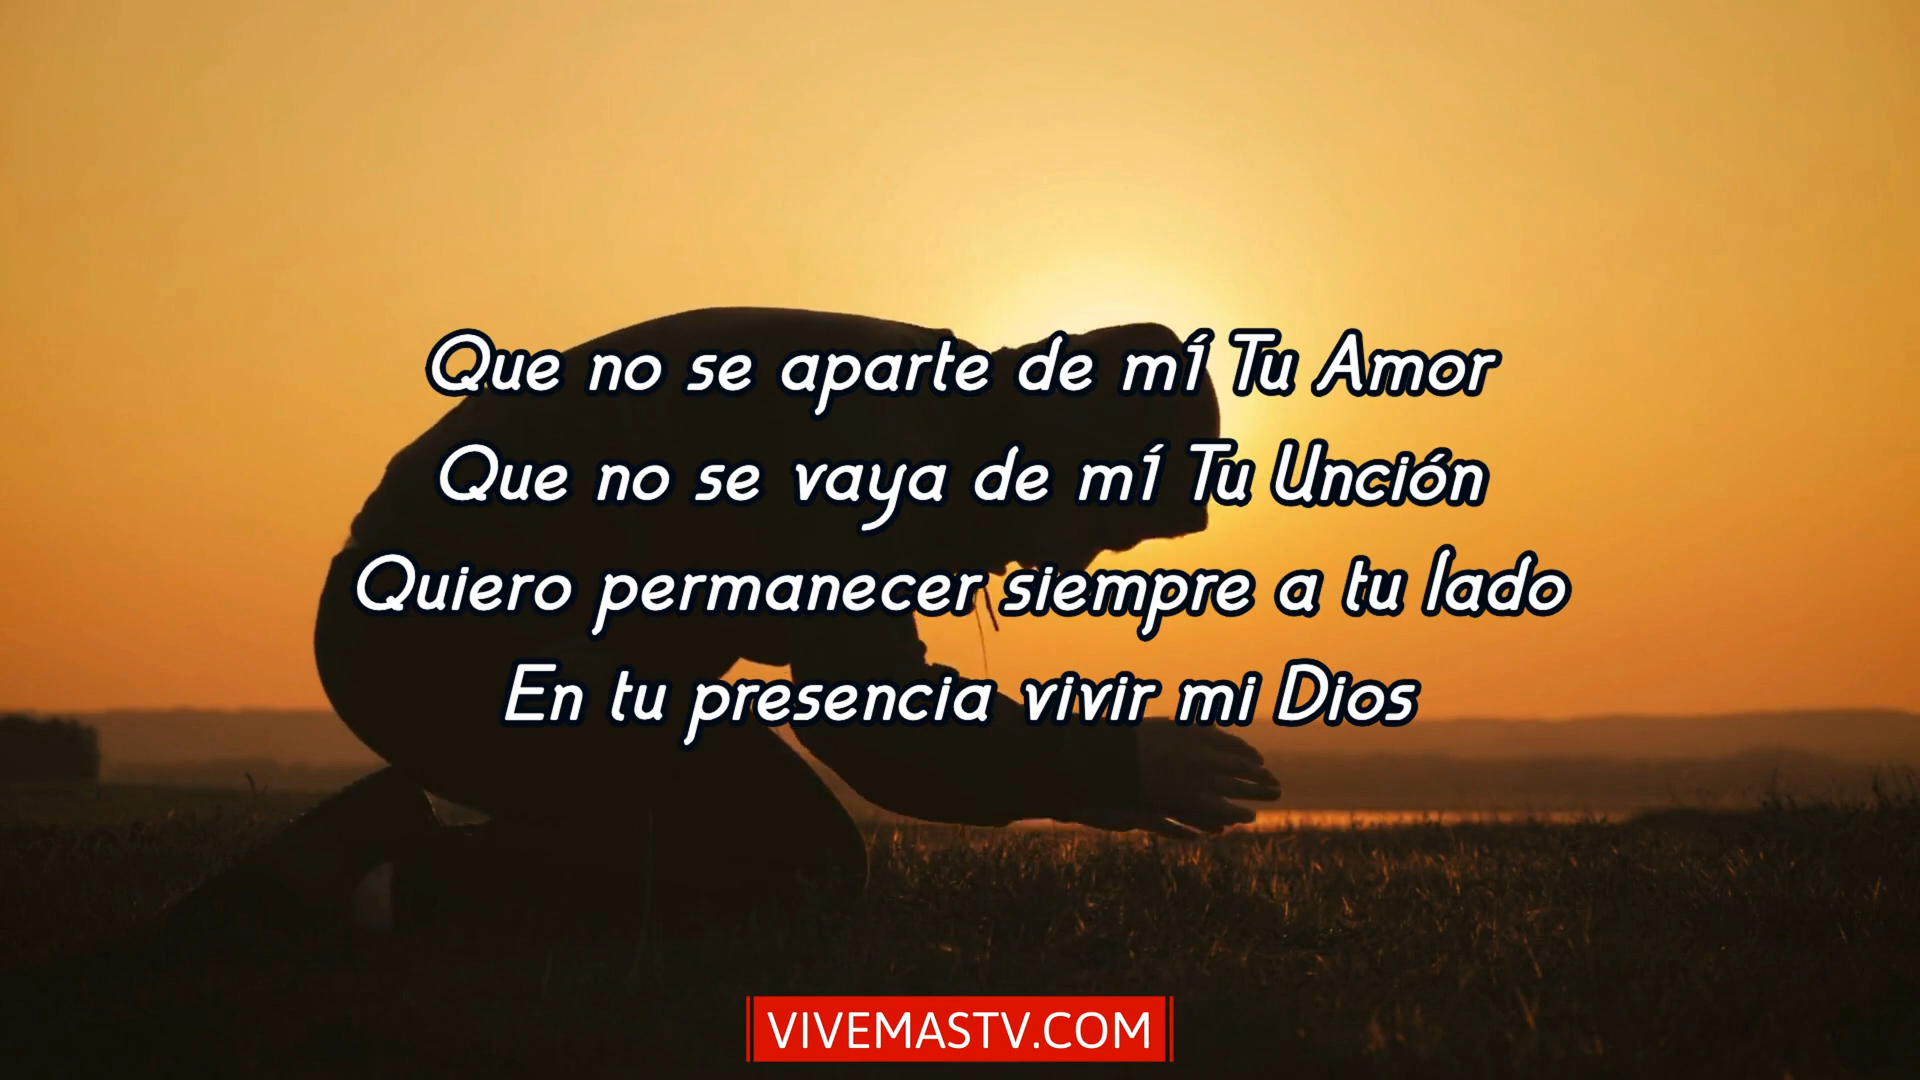 Que no se aparte de mí Tu Amor
Que no se vaya de mí Tu Unción
Quiero permanecer siempre a tu lado
En tu presencia vivir mi Dios
VIVEMASTV.COM